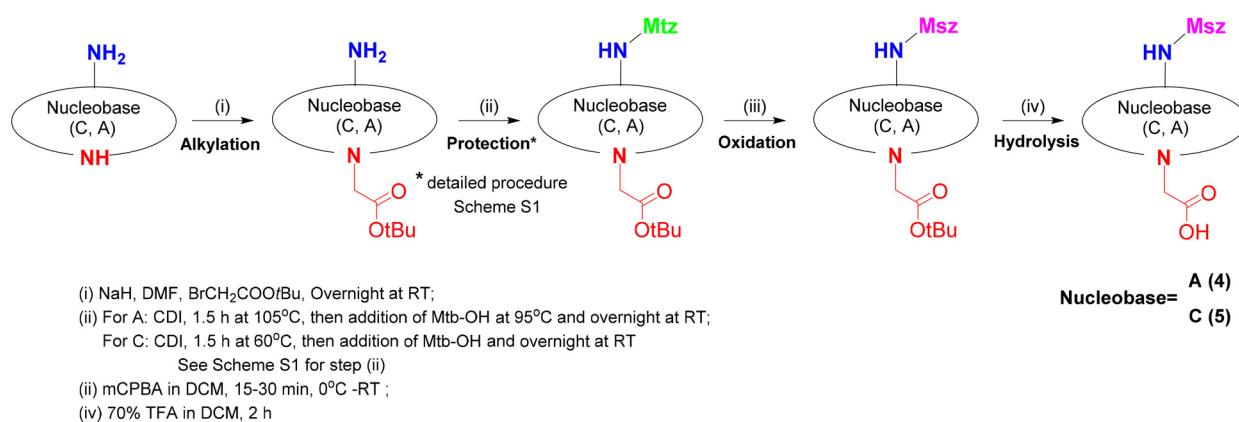 NH2
Nucleobase
(C, A)
NH
(i)
Alkylation
NH2
Nucleobase
(C, A)
N
O
OtBu
(ii)
Protection*
* detailed procedure
Scheme S1
Mtz
HN
Nucleobase
(C, A)
N
O
OtBu
(iii)
Oxidation
Msz
HN
Nucleobase
(C, A)
N
O
OtBu
(iv)
Hydrolysis
Msz
HN
Nucleobase
(C, A)
N
O
OH
(i) NaH, DMF, BrCH2COOtBu, Overnight at RT;
(ii) For A: CDI, 1.5 h at 105°C, then addition of Mtb-OH at 95°C and overnight at RT;
For C: CDI, 1.5 h at 60°C, then addition of Mtb-OH and overnight at RT
See Scheme S1 for step (ii)
(ii) mCPBA in DCM, 15-30 min, 0°C -RT ;
(iv) 70% TFA in DCM, 2 h
Nucleobase=
A (4)
C (5)